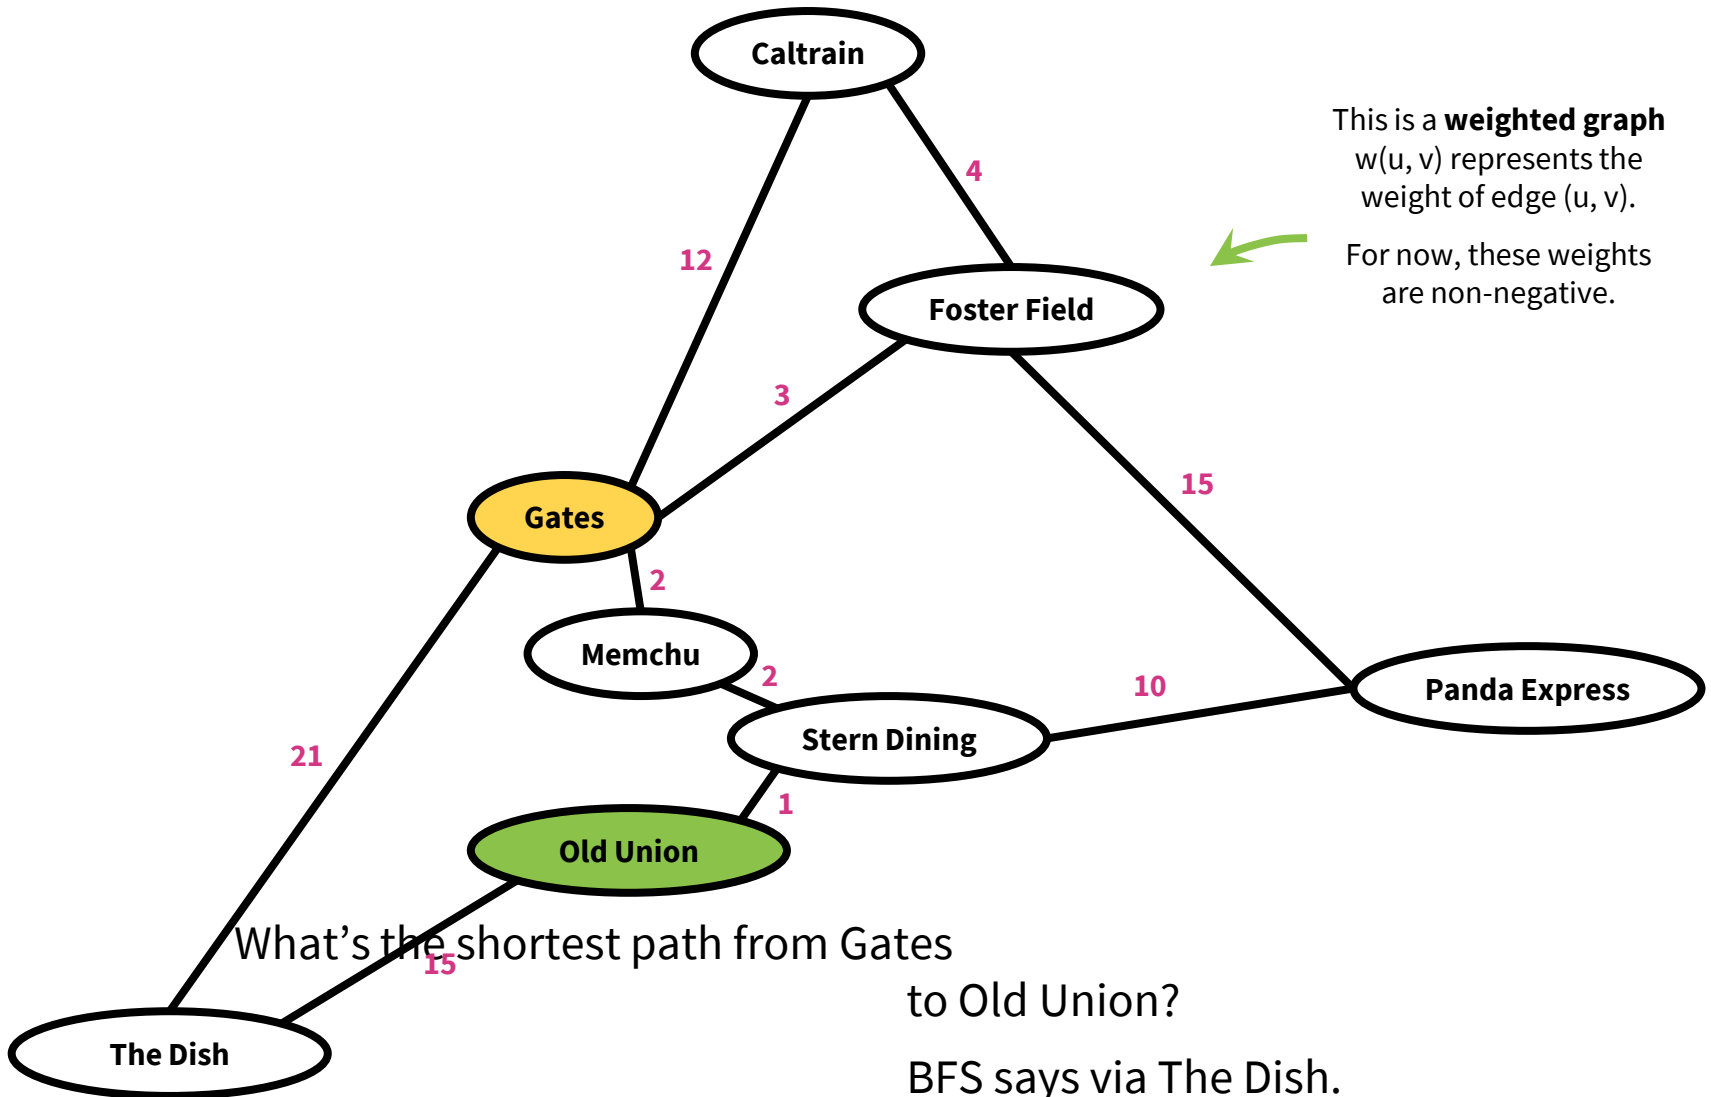 Caltrain
This is a weighted graph
w(u, v) represents the
weight of edge (u, v).
4
12
For now, these weights
are non-negative.
Foster Field
3
15
Gates
2
Memchu
2
10
Panda Express
Stern Dining
21
1
Old Union
What’s the shortest path from Gates
15
to Old Union?
The Dish
BFS says via The Dish.